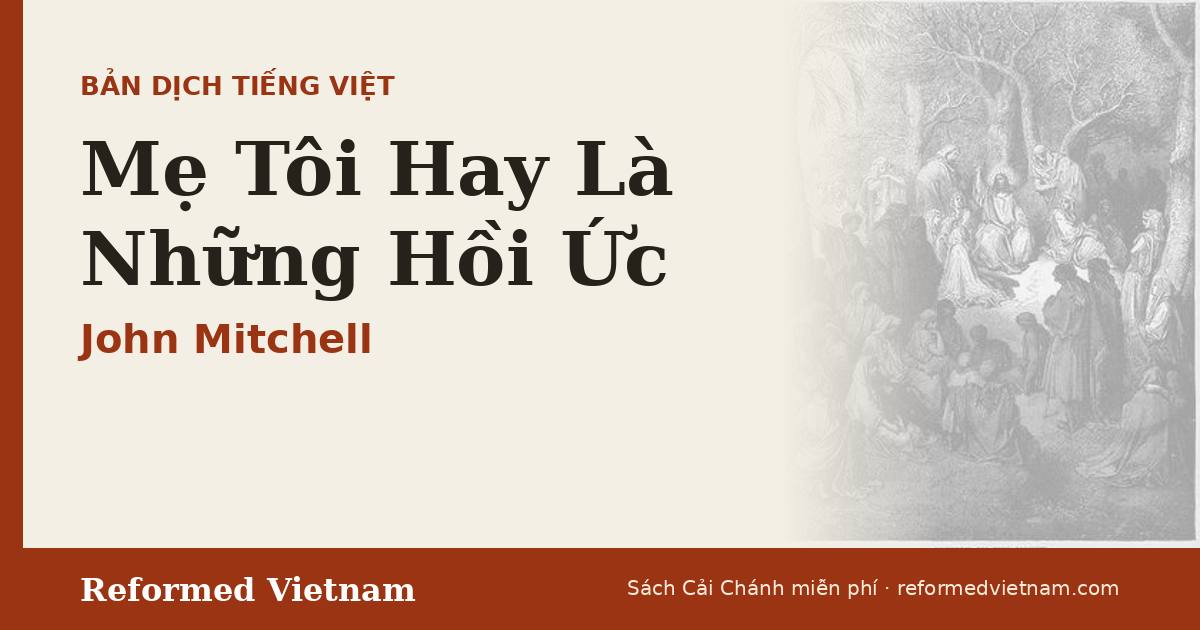 BẢN DỊCH TIẾNG VIỆT
Mẹ Tôi Hay Là
Những Hồi Ức
John Mitchell
Reformed Vietnam
Sách Cải Chánh miễn phí · reformedvietnam.com